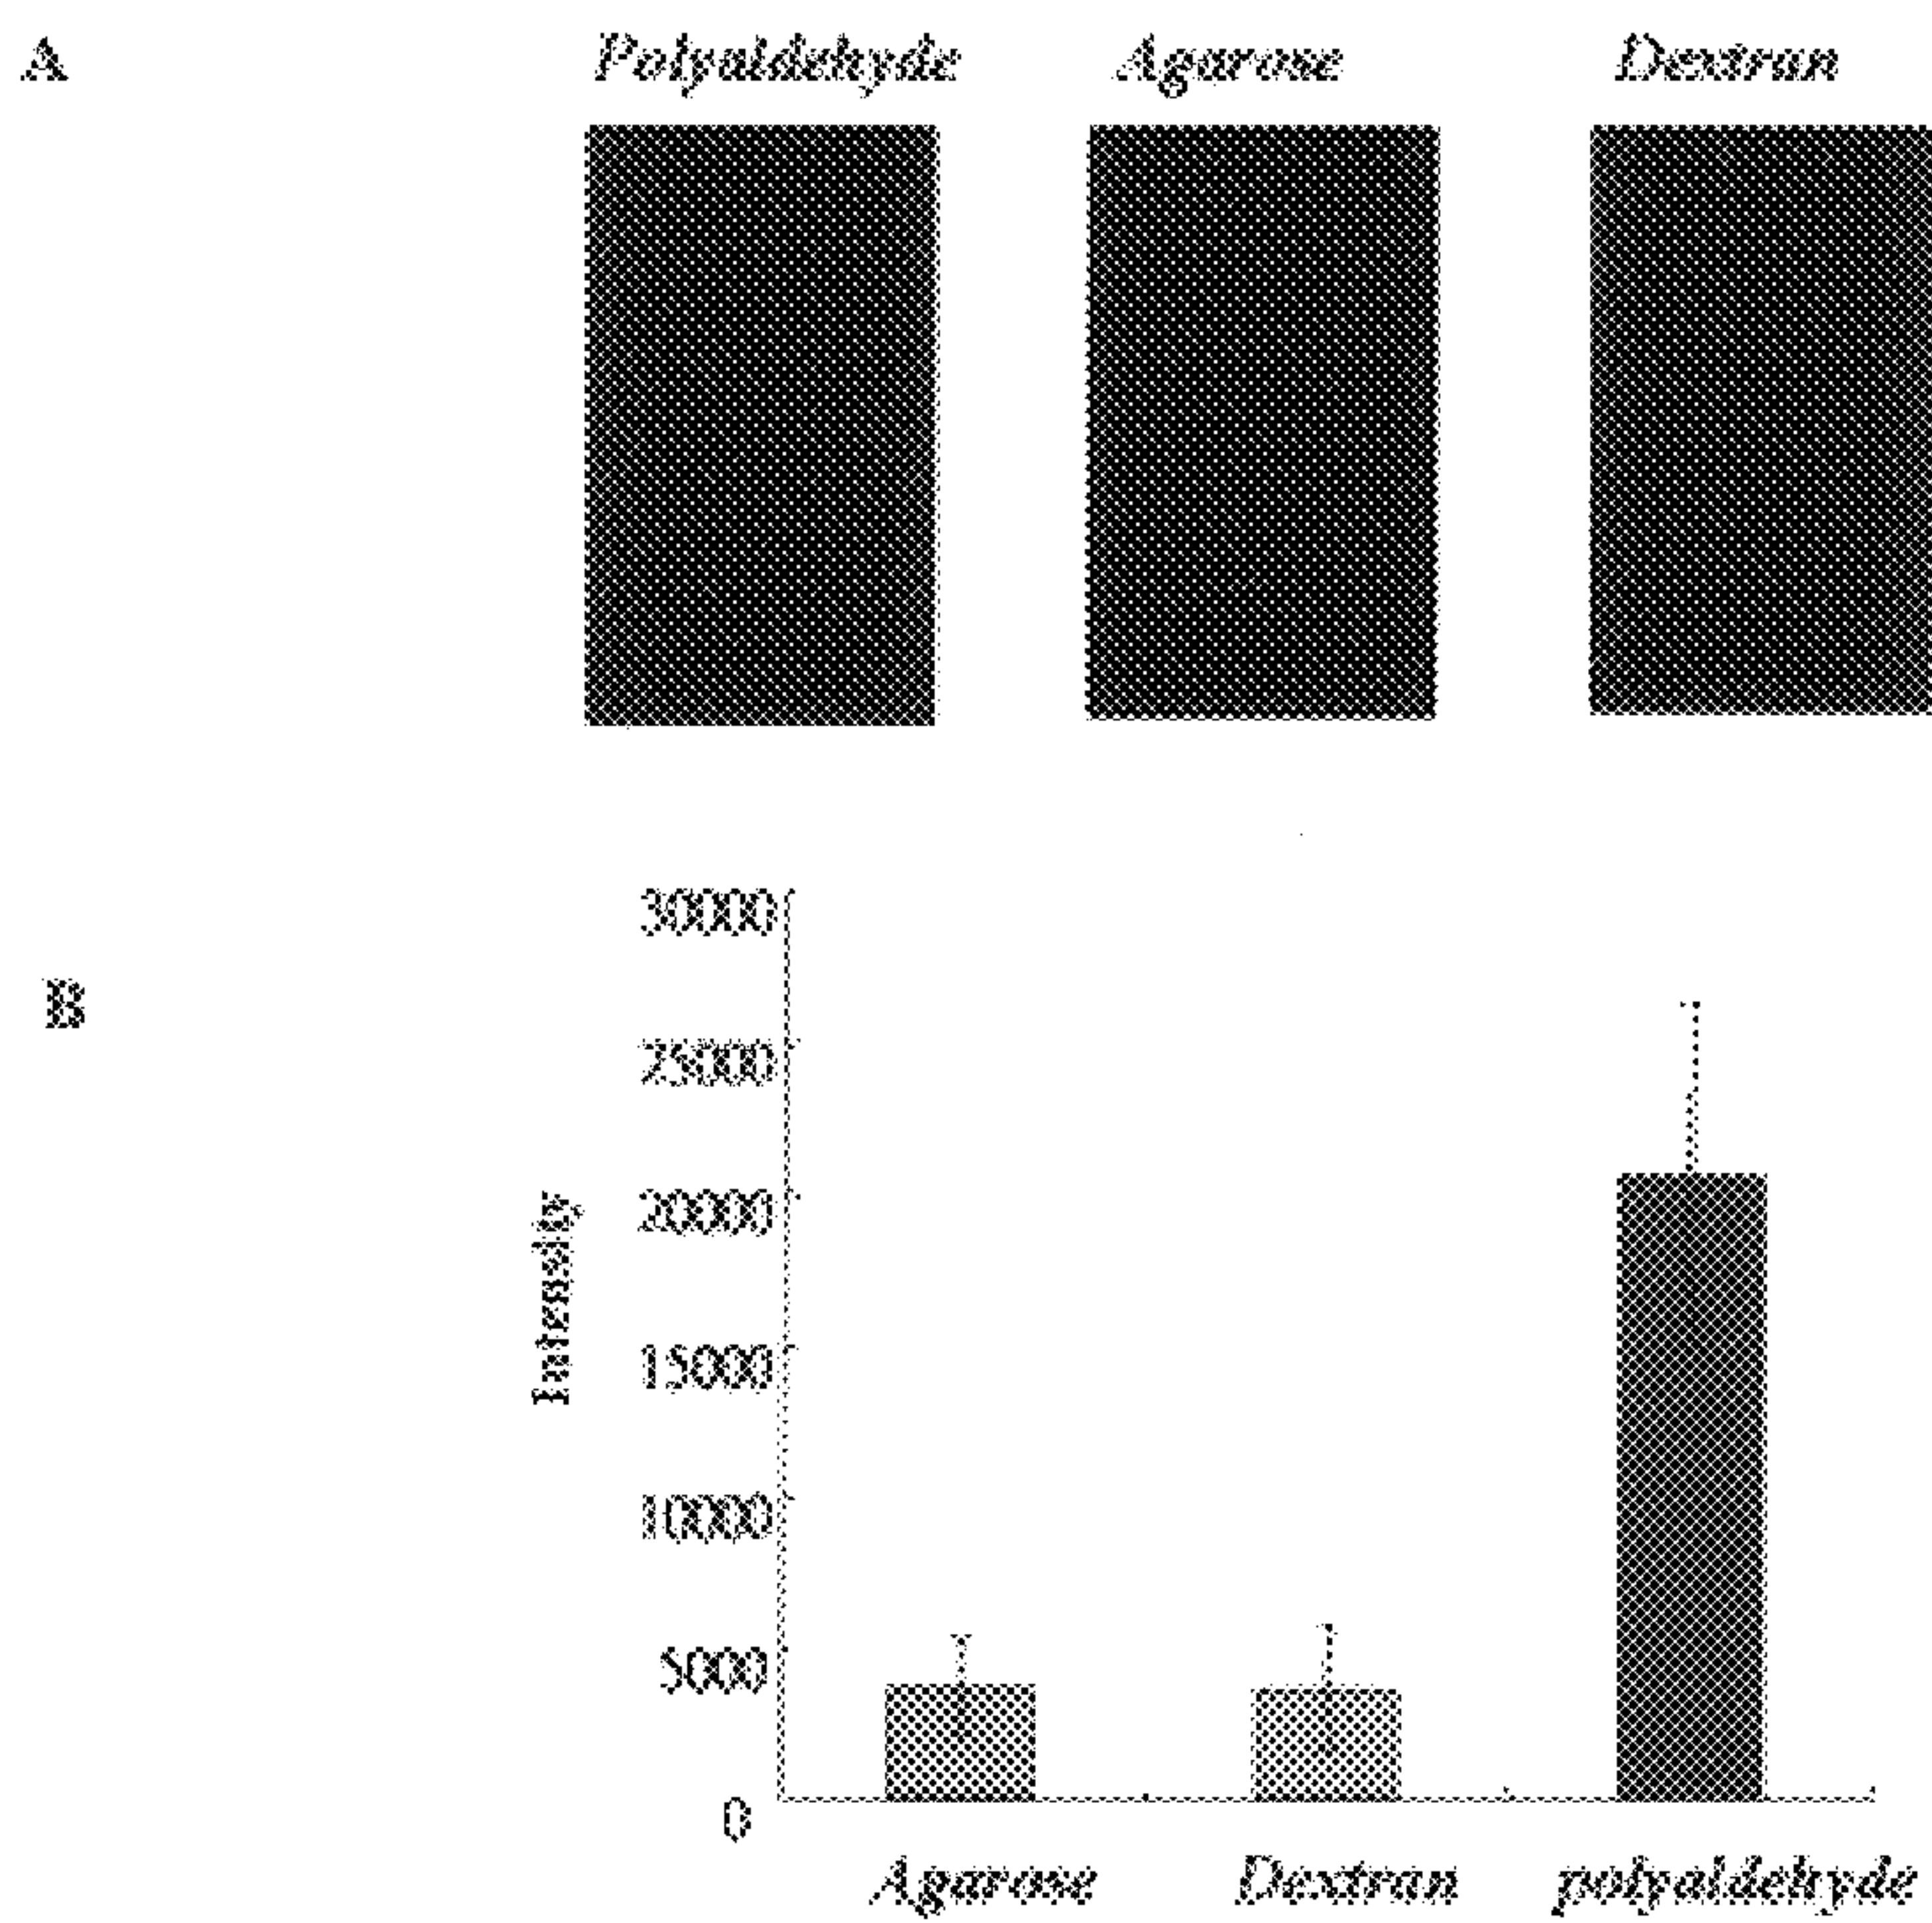 A Polyaldehyde Agarose Dextran
B
Intensity
30000
25000
20000
15000
10000
5000
0
Agarose Dextran polyaldehyde